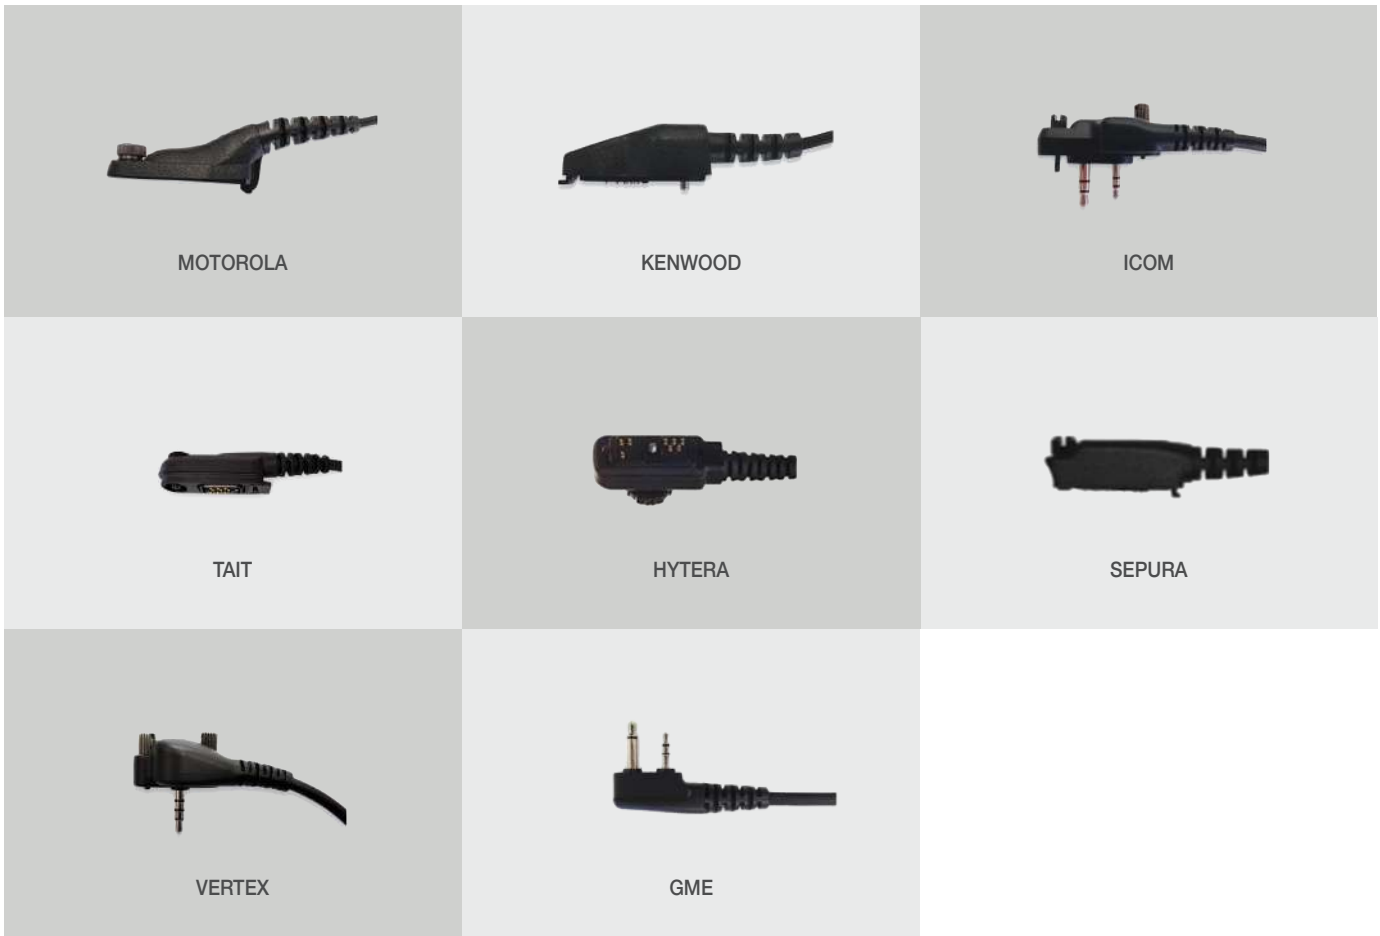 MOTOROLA
KENWOOD
ICOM
TAIT
HYTERA
SEPURA
VERTEX
GME